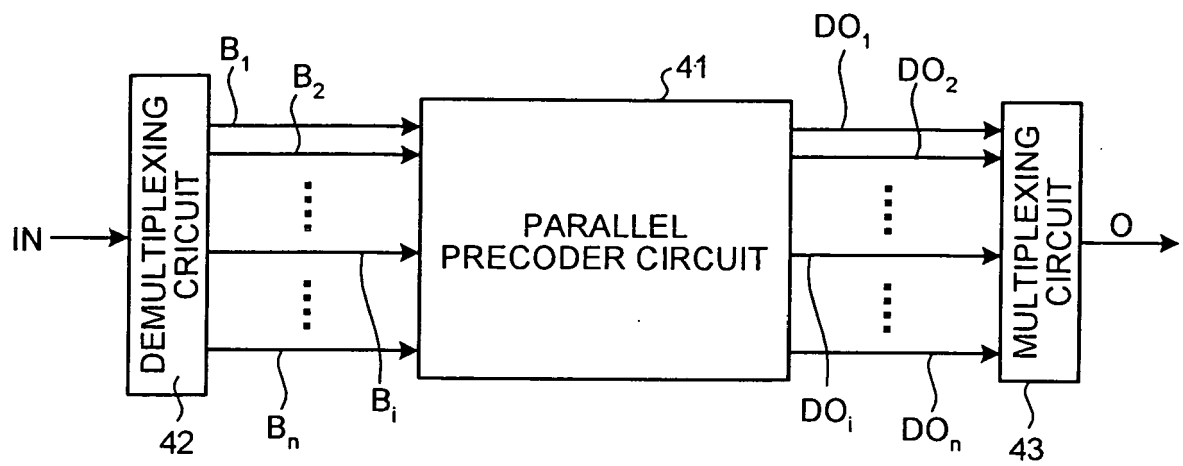 B₁
B₂
41
DO₁
DO₂
IN
DEMULTIPLEXING
CRICUIT
PARALLEL
PRECODER CIRCUIT
MULTIPLEXING
CIRCUIT
O
42
Bₙ
Bᵢ
DOᵢ
DOₙ
43